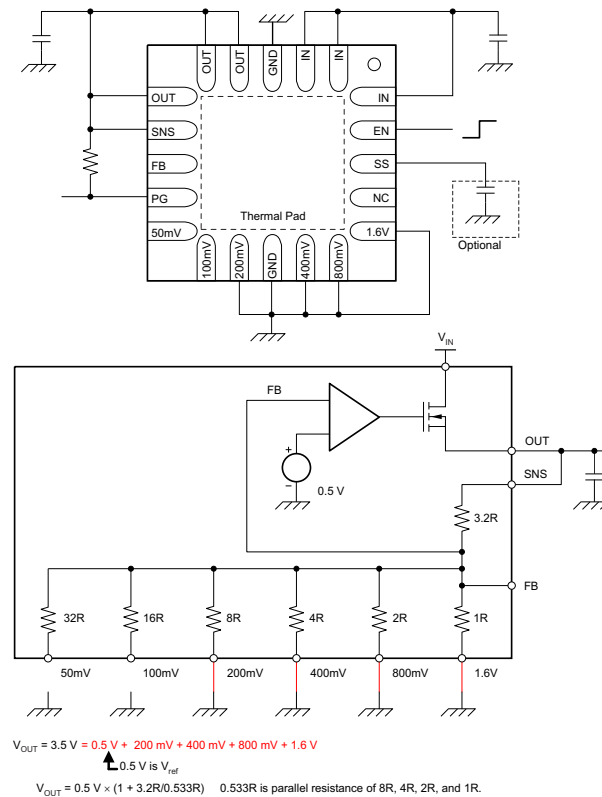 OUT
OUT
GND
IN
IN
OUT
SNS
FB
PG
50mV
IN
EN
SS
NC
1.6V
Thermal Pad
100mV
200mV
GND
400mV
800mV
Optional
VIN
FB
OUT
SNS
+
−
0.5 V
3.2R
FB
32R
16R
8R
4R
2R
1R
50mV
100mV
200mV
400mV
800mV
1.6V
VOUT = 3.5 V = 0.5 V + 200 mV + 400 mV + 800 mV + 1.6 V
0.5 V is Vref
VOUT = 0.5 V × (1 + 3.2R/0.533R) 0.533R is parallel resistance of 8R, 4R, 2R, and 1R.